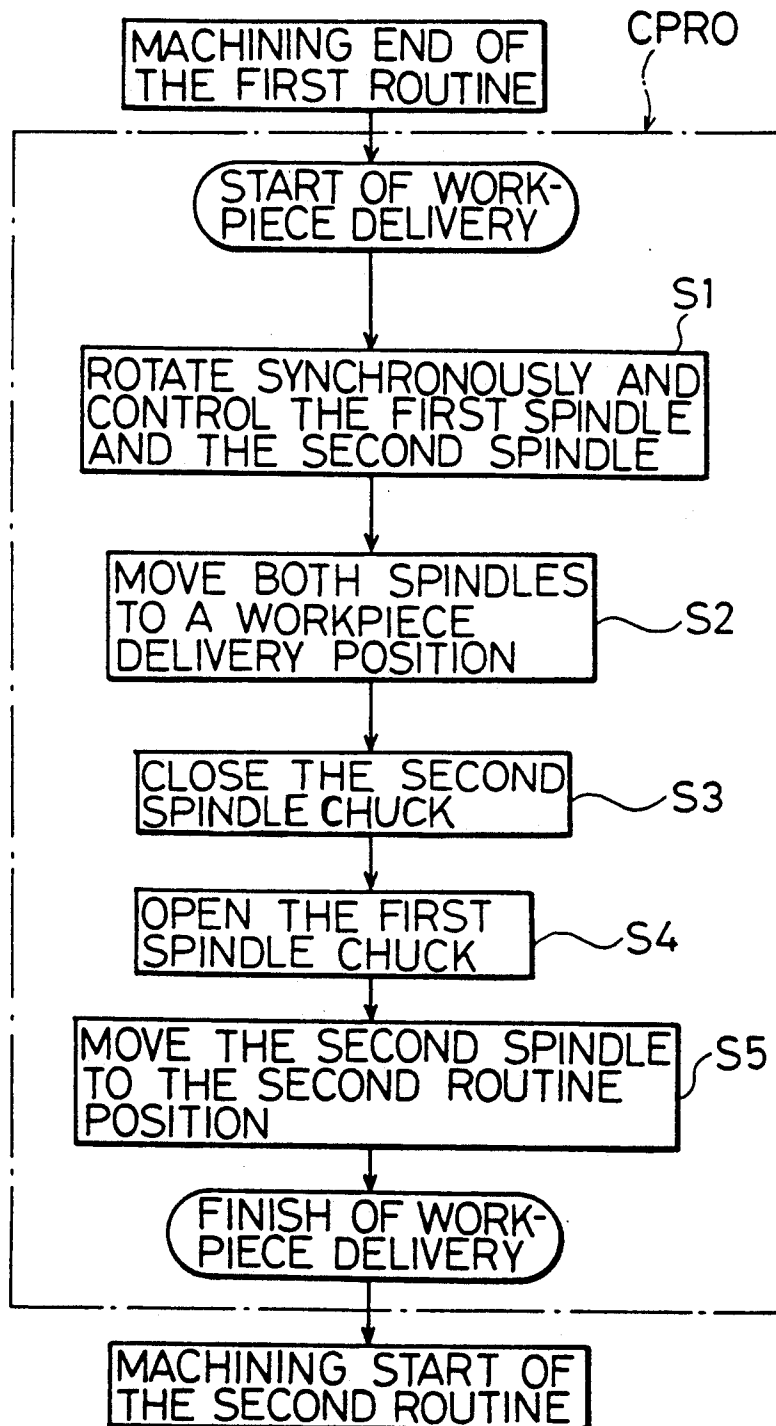 CPRO
MACHINING END OF
THE FIRST ROUTINE
START OF WORK-
PIECE DELIVERY
S1
ROTATE SYNCHRONOUSLY AND
CONTROL THE FIRST SPINDLE
AND THE SECOND SPINDLE
MOVE BOTH SPINDLES
TO A WORKPIECE
DELIVERY POSITION
S2
CLOSE THE SECOND
SPINDLE CHUCK
S3
OPEN THE FIRST
SPINDLE CHUCK
S4
MOVE THE SECOND SPINDLE
TO THE SECOND ROUTINE
POSITION
S5
FINISH OF WORK-
PIECE DELIVERY
MACHINING START OF
THE SECOND ROUTINE